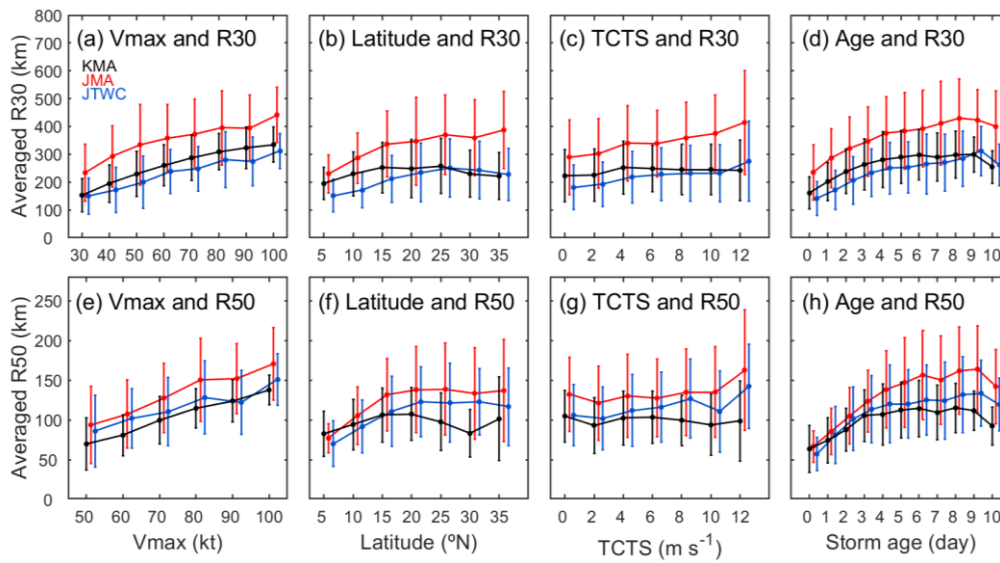 Averaged R30 (km)
800
700
600
500
400
300
200
100
0
(a) Vmax and R30
KMA
JMA
JTWC
30 40 50 60 70 80 90 100
(b) Latitude and R30
5 10 15 20 25 30 35
(c) TCTS and R30
0 2 4 6 8 10 12
(d) Age and R30
0 1 2 3 4 5 6 7 8 9 10
Averaged R50 (km)
250
200
150
100
50
0
(e) Vmax and R50
50 60 70 80 90 100
Vmax (kt)
(f) Latitude and R50
5 10 15 20 25 30 35
Latitude (ºN)
(g) TCTS and R50
0 2 4 6 8 10 12
TCTS (m s⁻¹)
(h) Age and R50
0 1 2 3 4 5 6 7 8 9 10
Storm age (day)